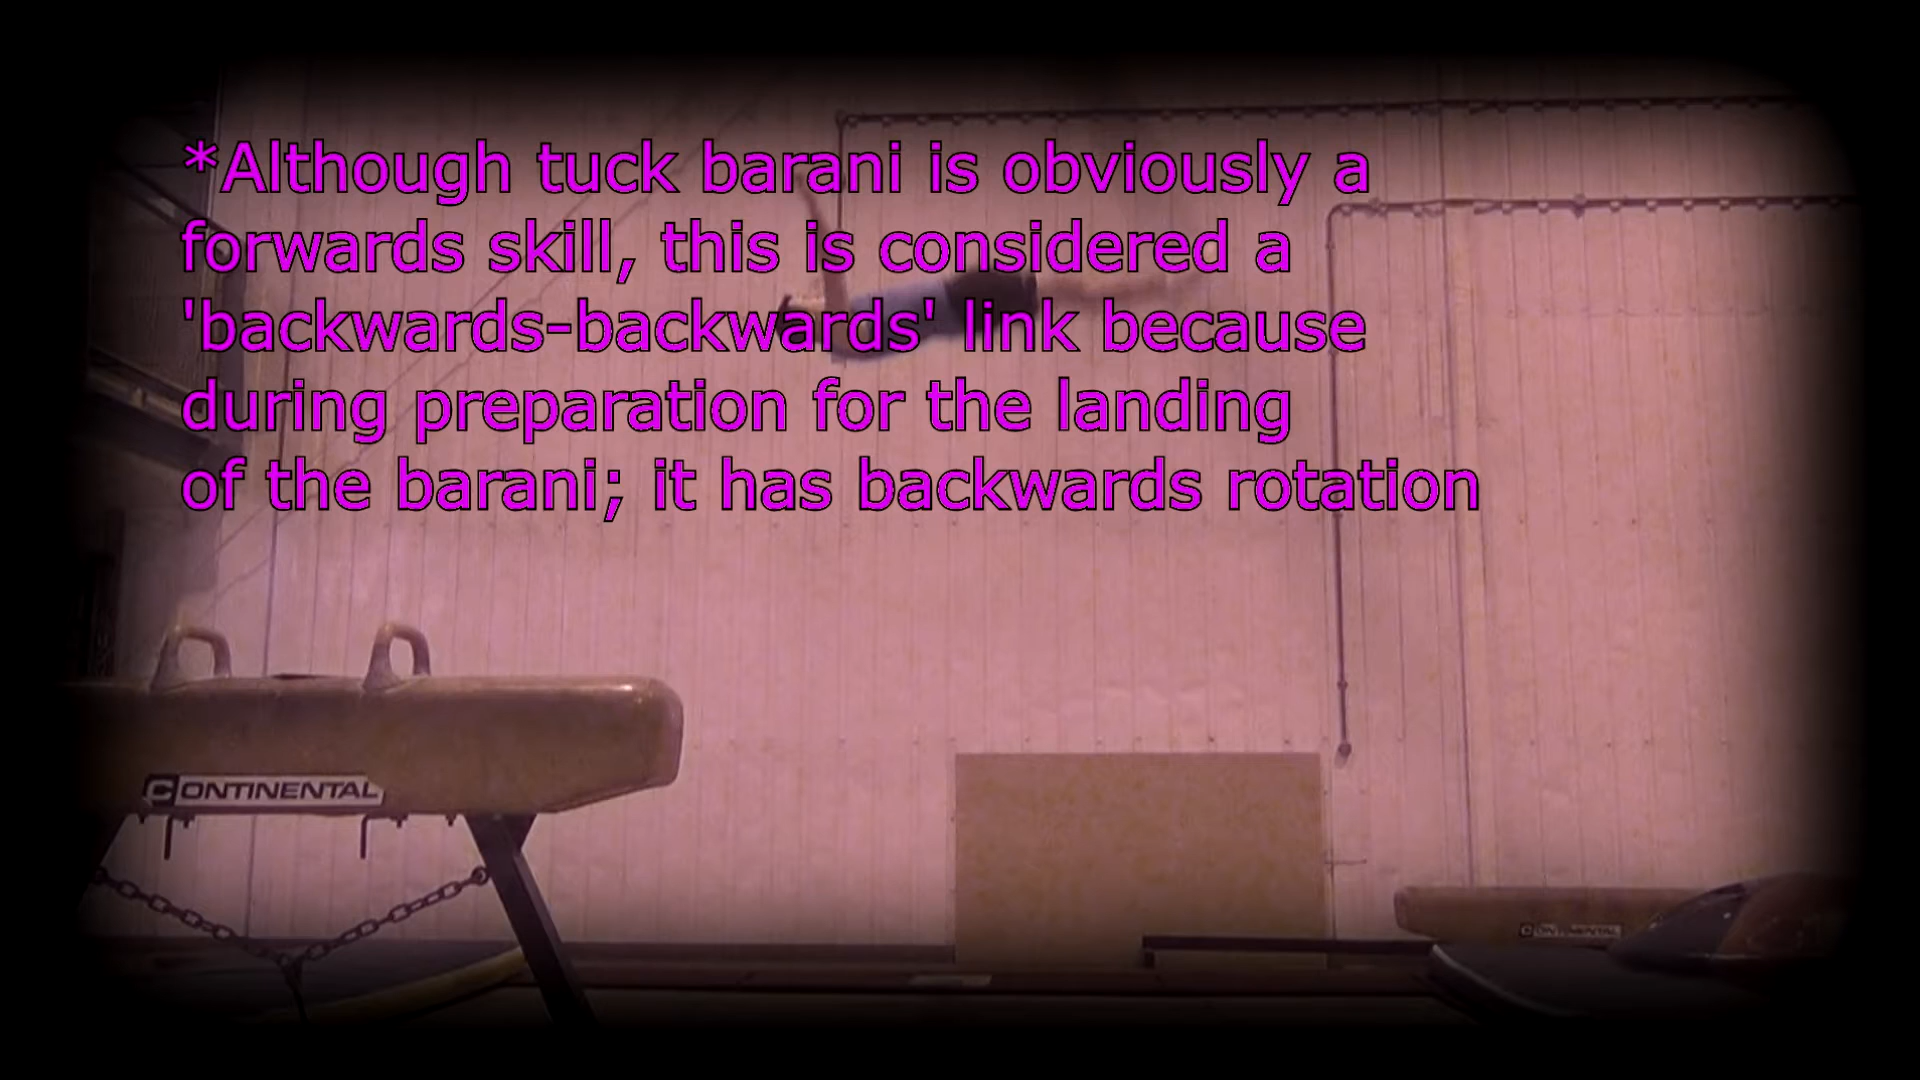 *Although tuck barani is obviously a
forwards skill, this is considered a
'backwards-backwards' link because
during preparation for the landing
of the barani; it has backwards rotation
CONTINENTAL
CONTINENTAL